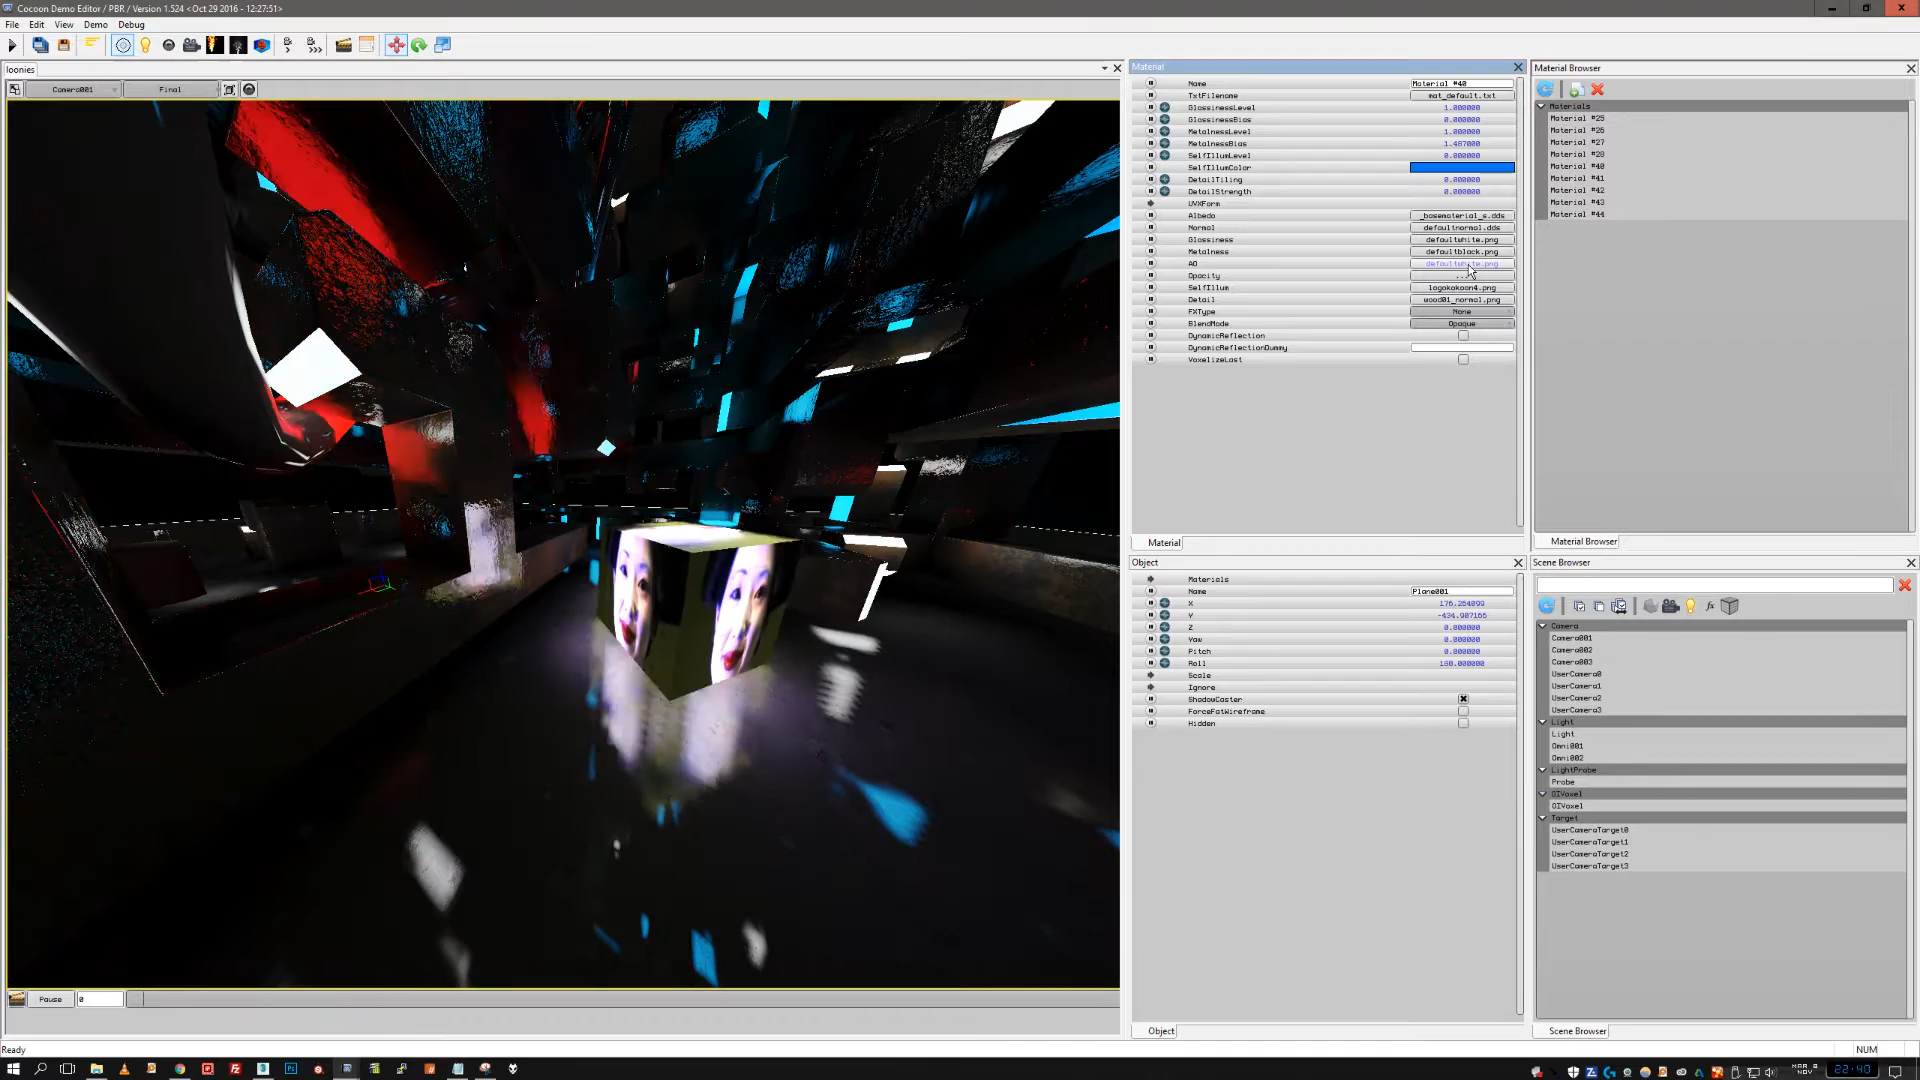 Cocoon Demo Editor / PBR / Version 1.524 <Oct 29 2016 - 12:27:51>
File Edit View Demo Debug
loonies
Camera001 Final
Pause 0
Ready
Material
Name Material #40
TxtFilename mat_default.txt
GlossinessLevel 1.000000
GlossinessBias 0.000000
MetalnessLevel 1.000000
MetalnessBias 1.487000
SelfIllumLevel 0.000000
SelfIllumColor
DetailTiling 0.000000
DetailStrength 0.000000
UVXForm
Albedo _basematerial_s.dds
Normal defaultnormal.dds
Glossiness defaultwhite.png
Metalness defaultblack.png
AO defaultwhite.png
Opacity ...
SelfIllum logokokoon4.png
Detail wood01_normal.png
FXType None
BlendMode Opaque
DynamicReflection
DynamicReflectionDummy
VoxelizeLast
Material
Object
Materials
Name Plane001
X 176.264099
Y -434.907166
Z 0.000000
Yaw 0.000000
Pitch 0.000000
Roll 180.000000
Scale
Ignore
ShadowCaster
ForceFatWireframe
Hidden
Object
Material Browser
Materials
Material #25
Material #26
Material #27
Material #28
Material #40
Material #41
Material #42
Material #43
Material #44
Material Browser
Scene Browser
Camera
Camera001
Camera002
Camera003
UserCamera0
UserCamera1
UserCamera2
UserCamera3
Light
Light
Omni001
Omni002
LightProbe
Probe
GIVoxel
GIVoxel
Target
UserCameraTarget0
UserCameraTarget1
UserCameraTarget2
UserCameraTarget3
Scene Browser
NUM
22:40